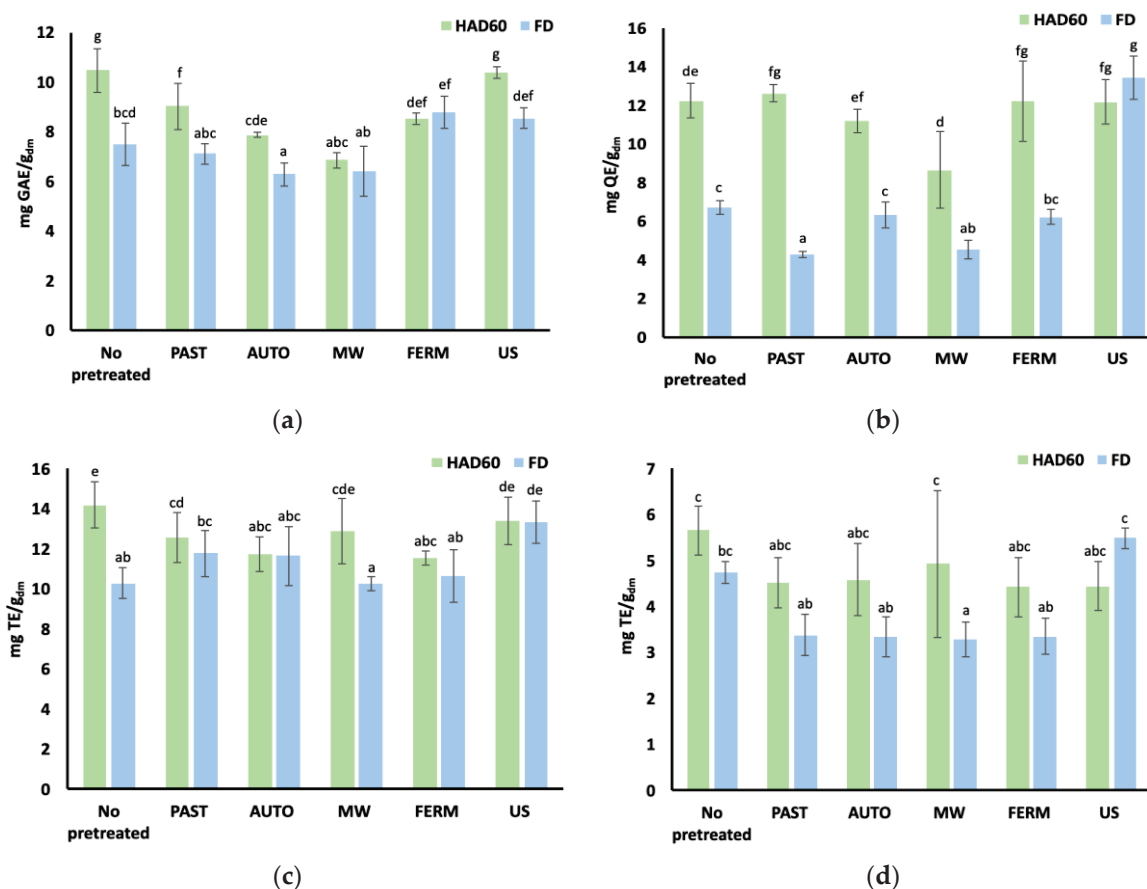 HAD60 FD
mg GAE/gdm
12
10
8
6
4
2
0
g
bcd
f
abc
cde
a
abc
ab
def
ef
g
def
No pretreated
PAST
AUTO
MW
FERM
US
(a)
HAD60 FD
mg QE/gdm
16
14
12
10
8
6
4
2
0
de
c
fg
a
ef
c
d
ab
fg
bc
fg
g
No pretreated
PAST
AUTO
MW
FERM
US
(b)
HAD60 FD
mg TE/gdm
16
14
12
10
8
6
4
2
0
e
ab
cd
bc
abc
abc
cde
a
abc
ab
de
de
No pretreated
PAST
AUTO
MW
FERM
US
(c)
HAD60 FD
mg TE/gdm
7
6
5
4
3
2
1
0
c
bc
abc
ab
abc
ab
c
a
abc
ab
abc
c
No pretreated
PAST
AUTO
MW
FERM
US
(d)